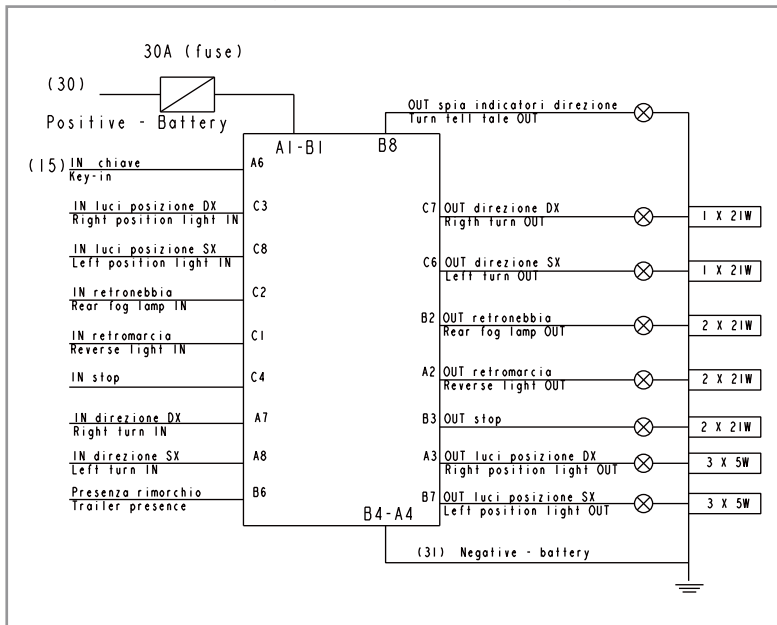 30A (fuse)
(30)
Positive - Battery
A1-B1
B8
OUT spia indicatori direzione
Turn tell tale OUT
(15)
IN chiave
Key-in
A6
IN luci posizione DX
Right position light IN
C3
IN luci posizione SX
Left position light IN
C8
IN retronebbia
Rear fog lamp IN
C2
IN retromarcia
Reverse light IN
C1
IN stop
C4
IN direzione DX
Right turn IN
A7
IN direzione SX
Left turn IN
A8
Presenza rimorchio
Trailer presence
B6
C7
OUT direzione DX
Rigth turn OUT
1 X 21W
C6
OUT direzione SX
Left turn OUT
1 X 21W
B2
OUT retronebbia
Rear fog lamp OUT
2 X 21W
A2
OUT retromarcia
Reverse light OUT
2 X 21W
B3
OUT stop
2 X 21W
A3
OUT luci posizione DX
Right position light OUT
3 X 5W
B7
OUT luci posizione SX
Left position light OUT
3 X 5W
B4-A4
(31) Negative - battery